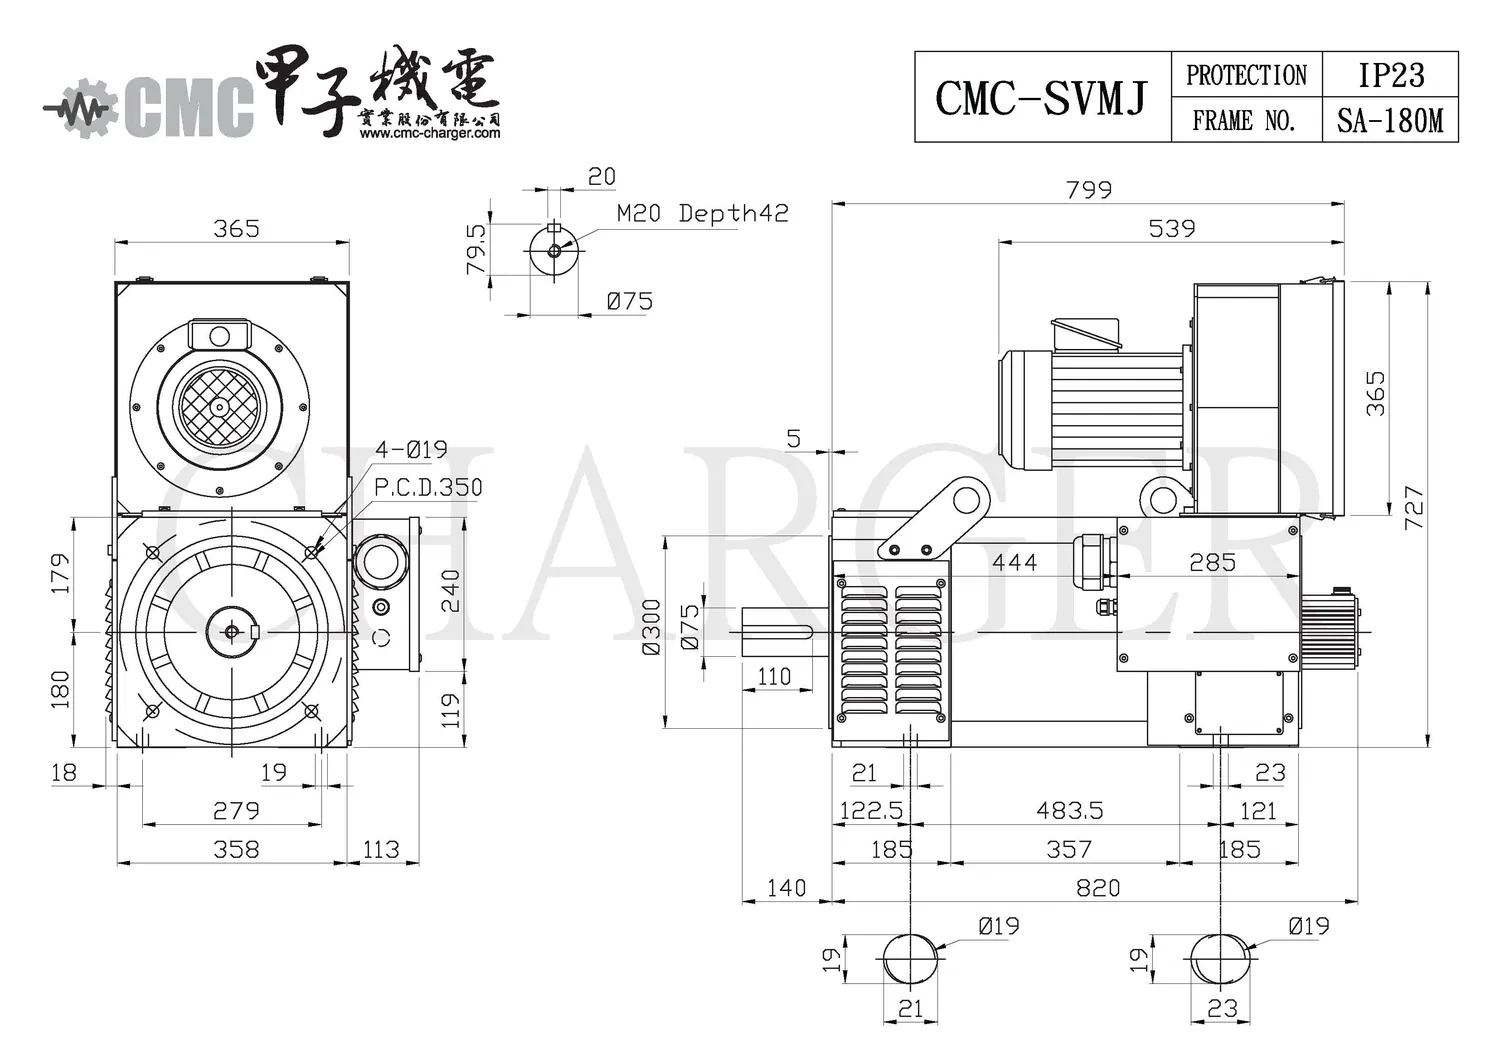 CMC 甲子機電
實業股份有限公司
www.cmc-charger.com
CMC-SVMJ
PROTECTION IP23
FRAME NO. SA-180M
20
M20 Depth42
79.5
Ø75
365
4-Ø19
P.C.D.350
179
180
240
119
18
19
279
358
113
799
539
5
365
727
444
285
Ø300
Ø75
110
21
23
122.5
483.5
121
185
357
185
140
820
Ø19
19
21
Ø19
19
23
CHARGER